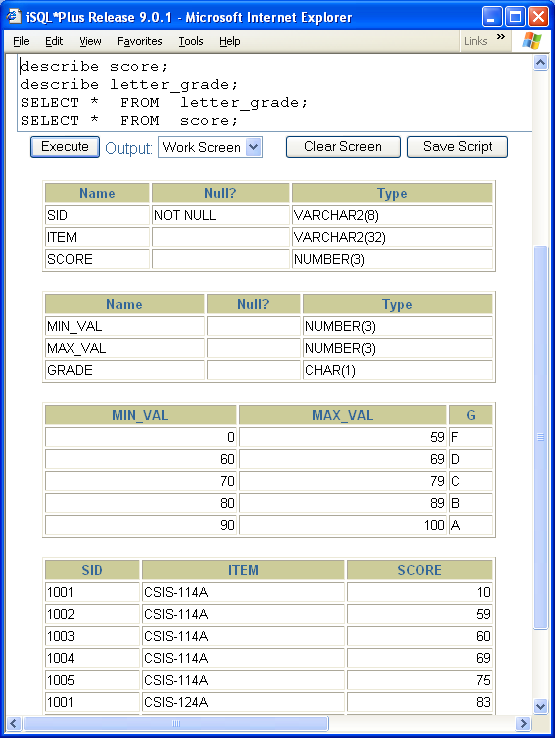 iSQL*Plus Release 9.0.1 - Microsoft Internet Explorer
File Edit View Favorites Tools Help Links »
describe score;
describe letter_grade;
SELECT * FROM letter_grade;
SELECT * FROM score;
Execute Output: Work Screen Clear Screen Save Script
Name Null? Type
SID NOT NULL VARCHAR2(8)
ITEM VARCHAR2(32)
SCORE NUMBER(3)
Name Null? Type
MIN_VAL NUMBER(3)
MAX_VAL NUMBER(3)
GRADE CHAR(1)
MIN_VAL MAX_VAL G
0 59 F
60 69 D
70 79 C
80 89 B
90 100 A
SID ITEM SCORE
1001 CSIS-114A 10
1002 CSIS-114A 59
1003 CSIS-114A 60
1004 CSIS-114A 69
1005 CSIS-114A 75
1001 CSIS-124A 83